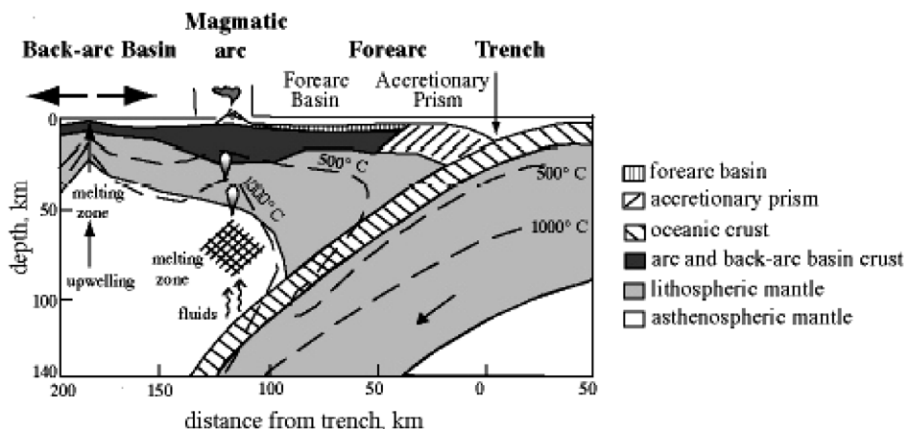 Magmatic
arc
Back-arc Basin
Forearc
Trench
Forearc
Basin
Accretionary
Prism
0
50
100
140
depth, km
500° C
1000° C
500° C
1000° C
melting
zone
upwelling
melting
zone
fluids
200
150
100
50
0
50
distance from trench, km
forearc basin
accretionary prism
oceanic crust
arc and back-arc basin crust
lithospheric mantle
asthenospheric mantle